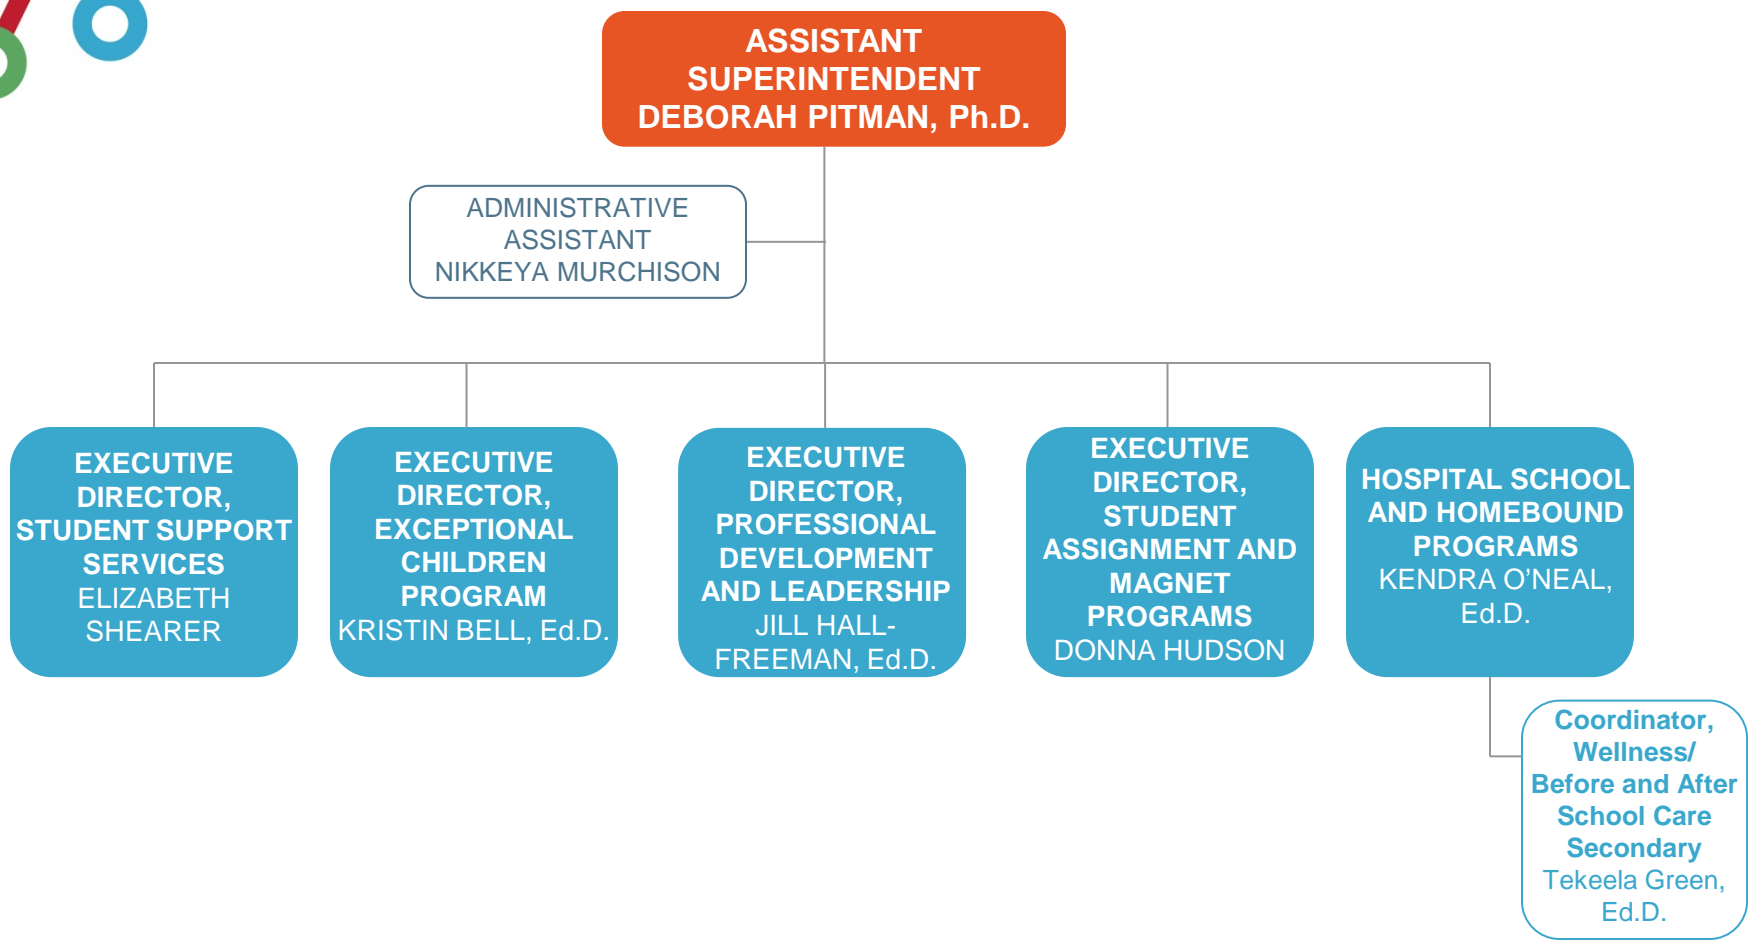 ASSISTANT
SUPERINTENDENT
DEBORAH PITMAN, Ph.D.
ADMINISTRATIVE
ASSISTANT
NIKKEYA MURCHISON
EXECUTIVE
DIRECTOR,
STUDENT SUPPORT
SERVICES
ELIZABETH
SHEARER
EXECUTIVE
DIRECTOR,
EXCEPTIONAL
CHILDREN
PROGRAM
KRISTIN BELL, Ed.D.
EXECUTIVE
DIRECTOR,
PROFESSIONAL
DEVELOPMENT
AND LEADERSHIP
JILL HALL-
FREEMAN, Ed.D.
EXECUTIVE
DIRECTOR,
STUDENT
ASSIGNMENT AND
MAGNET
PROGRAMS
DONNA HUDSON
HOSPITAL SCHOOL
AND HOMEBOUND
PROGRAMS
KENDRA O’NEAL,
Ed.D.
Coordinator,
Wellness/
Before and After
School Care
Secondary
Tekeela Green,
Ed.D.